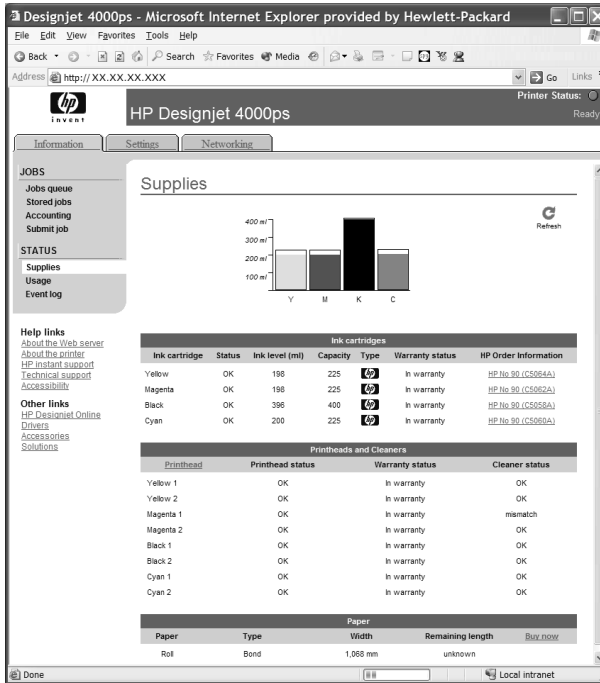 Designjet 4000ps - Microsoft Internet Explorer provided by Hewlett-Packard
File Edit View Favorites Tools Help
Back Search Favorites Media
Address http://XX.XX.XX.XXX Go Links
hp
invent
HP Designjet 4000ps
Printer Status:
Ready
Information Settings Networking
JOBS
Jobs queue
Stored jobs
Accounting
Submit job
STATUS
Supplies
Usage
Event log
Help links
About the Web server
About the printer
HP instant support
Technical support
Accessibility
Other links
HP Designjet Online
Drivers
Accessories
Solutions
Supplies
Refresh
400 ml
300 ml
200 ml
100 ml
Y M K C
Ink cartridges
Ink cartridge Status Ink level (ml) Capacity Type Warranty status HP Order Information
Yellow OK 198 225 hp In warranty HP No 90 (C5064A)
Magenta OK 198 225 hp In warranty HP No 90 (C5062A)
Black OK 396 400 hp In warranty HP No 90 (C5058A)
Cyan OK 200 225 hp In warranty HP No 90 (C5060A)
Printheads and Cleaners
Printhead Printhead status Warranty status Cleaner status
Yellow 1 OK In warranty OK
Yellow 2 OK In warranty OK
Magenta 1 OK In warranty mismatch
Magenta 2 OK In warranty OK
Black 1 OK In warranty OK
Black 2 OK In warranty OK
Cyan 1 OK In warranty OK
Cyan 2 OK In warranty OK
Paper
Paper Type Width Remaining length Buy now
Roll Bond 1,068 mm unknown
Done Local intranet